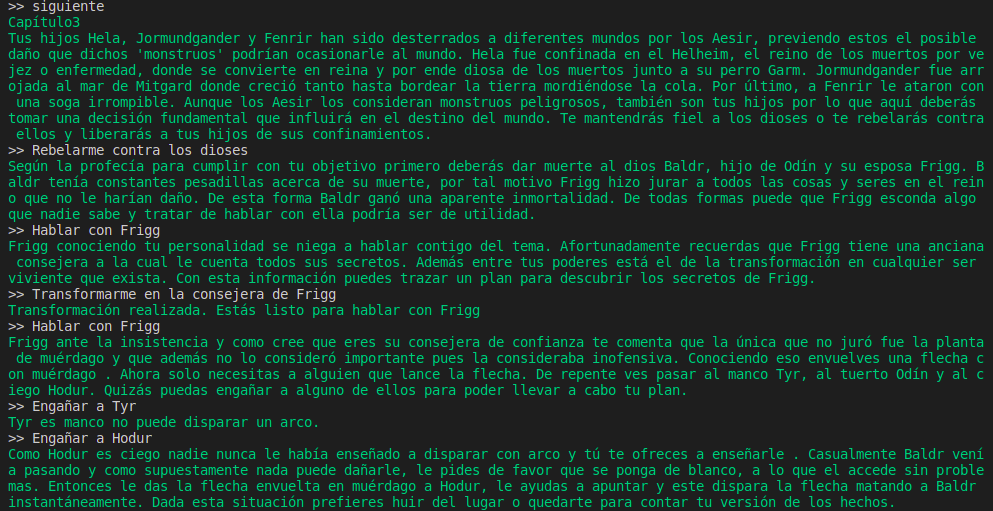 >> siguiente
Capítulo3
Tus hijos Hela, Jormundgander y Fenrir han sido desterrados a diferentes mundos por los Aesir, previendo estos el posible
daño que dichos 'monstruos' podrían ocasionarle al mundo. Hela fue confinada en el Helheim, el reino de los muertos por ve
jez o enfermedad, donde se convierte en reina y por ende diosa de los muertos junto a su perro Garm. Jormundgander fue arr
ojada al mar de Mitgard donde creció tanto hasta bordear la tierra mordiéndose la cola. Por último, a Fenrir le ataron con
una soga irrompible. Aunque los Aesir los consideran monstruos peligrosos, también son tus hijos por lo que aquí deberás
tomar una decisión fundamental que influirá en el destino del mundo. Te mantendrás fiel a los dioses o te rebelarás contra
ellos y liberarás a tus hijos de sus confinamientos.
>> Rebelarme contra los dioses
Según la profecía para cumplir con tu objetivo primero deberás dar muerte al dios Baldr, hijo de Odín y su esposa Frigg. B
aldr tenía constantes pesadillas acerca de su muerte, por tal motivo Frigg hizo jurar a todos las cosas y seres en el rein
o que no le harían daño. De esta forma Baldr ganó una aparente inmortalidad. De todas formas puede que Frigg esconda algo
que nadie sabe y tratar de hablar con ella podría ser de utilidad.
>> Hablar con Frigg
Frigg conociendo tu personalidad se niega a hablar contigo del tema. Afortunadamente recuerdas que Frigg tiene una anciana
consejera a la cual le cuenta todos sus secretos. Además entre tus poderes está el de la transformación en cualquier ser
viviente que exista. Con esta información puedes trazar un plan para descubrir los secretos de Frigg.
>> Transformarme en la consejera de Frigg
Transformación realizada. Estás listo para hablar con Frigg
>> Hablar con Frigg
Frigg ante la insistencia y como cree que eres su consejera de confianza te comenta que la única que no juró fue la planta
de muérdago y que además no lo consideró importante pues la consideraba inofensiva. Conociendo eso envuelves una flecha c
on muérdago . Ahora solo necesitas a alguien que lance la flecha. De repente ves pasar al manco Tyr, al tuerto Odín y al c
iego Hodur. Quizás puedas engañar a alguno de ellos para poder llevar a cabo tu plan.
>> Engañar a Tyr
Tyr es manco no puede disparar un arco.
>> Engañar a Hodur
Como Hodur es ciego nadie nunca le había enseñado a disparar con arco y tú te ofreces a enseñarle . Casualmente Baldr vení
a pasando y como supuestamente nada puede dañarle, le pides de favor que se ponga de blanco, a lo que el accede sin proble
mas. Entonces le das la flecha envuelta en muérdago a Hodur, le ayudas a apuntar y este dispara la flecha matando a Baldr
instantáneamente. Dada esta situación prefieres huir del lugar o quedarte para contar tu versión de los hechos.